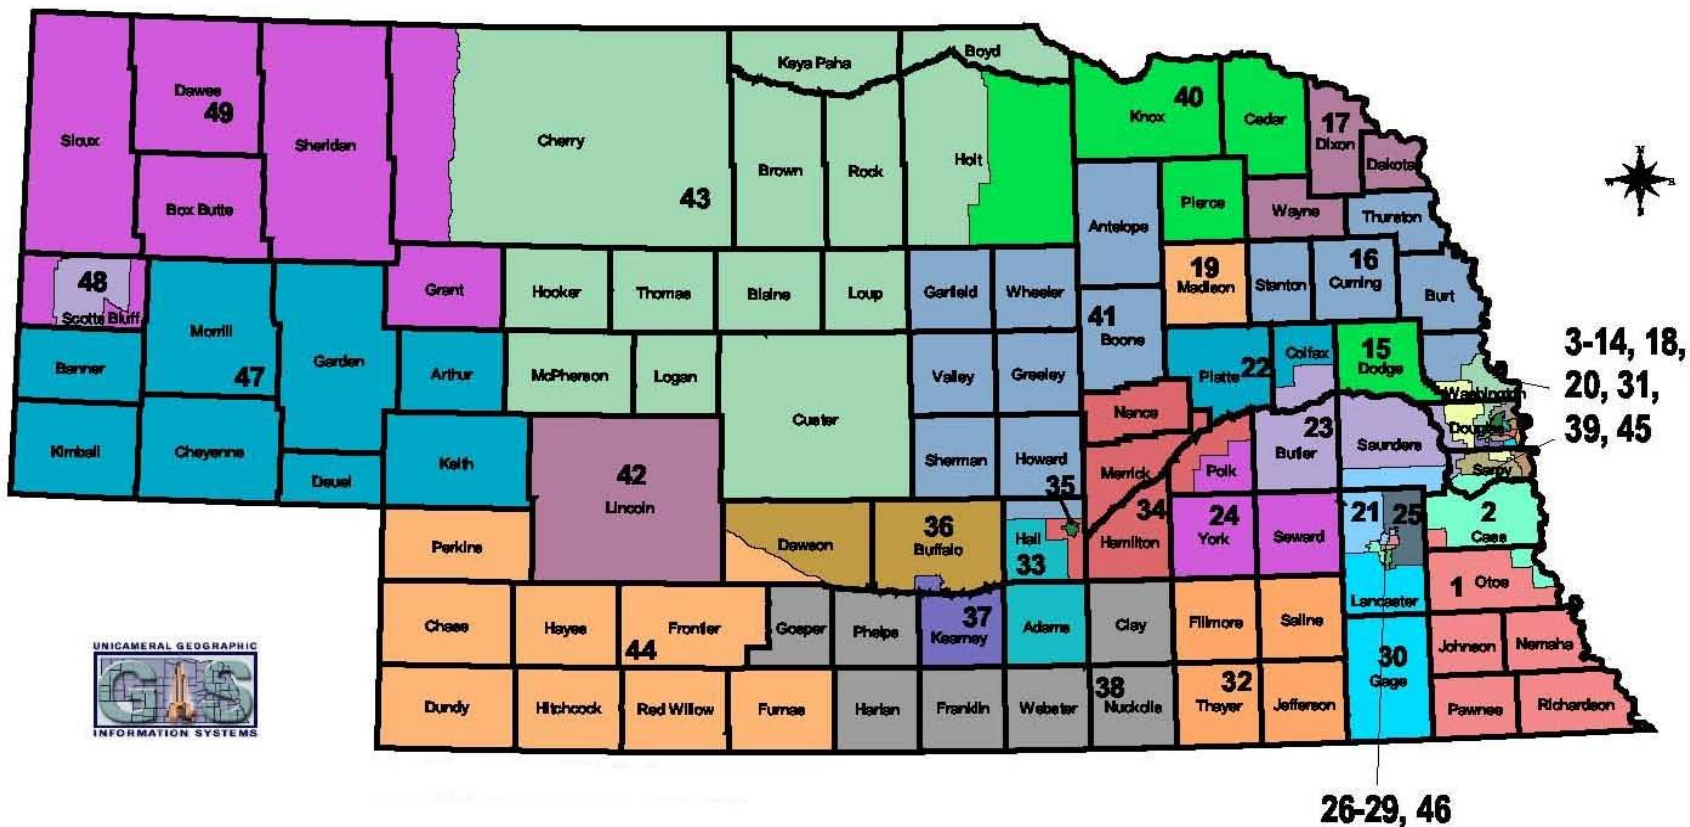 Keya Paha
Boyd
Dawes
49
Sioux
Sheridan
Cherry
43
Box Butte
Brown
Rock
Holt
40
Knox
Cedar
17
Dixon
Dakota
Pierce
Wayne
Thurston
Antelope
48
Scotts Bluff
Morrill
47
Garden
Grant
Hooker
Thomas
Blaine
Loup
Garfield
Wheeler
41
Boone
19
Madison
Stanton
16
Cuming
Burt
Banner
Arthur
McPherson
Logan
Custer
Valley
Greeley
Platte
22
Colfax
15
Dodge
Washington
3-14, 18,
20, 31,
39, 45
Kimball
Cheyenne
Deuel
Keith
42
Lincoln
Sherman
Howard
35
Nance
Merrick
Polk
Butler
23
Saunders
Douglas
Sarpy
Perkins
Dawson
36
Buffalo
Hall
33
34
Hamilton
24
York
Seward
21
25
2
Cass
1
Otoe
Lancaster
Chase
Hayes
Frontier
44
Gosper
Phelps
37
Kearney
Adams
Clay
Fillmore
Saline
30
Gage
Johnson
Nemaha
Dundy
Hitchcock
Red Willow
Furnas
Harlan
Franklin
Webster
38
Nuckolls
32
Thayer
Jefferson
Pawnee
Richardson
UNICAMERAL GEOGRAPHIC
GIS
INFORMATION SYSTEMS
26-29, 46